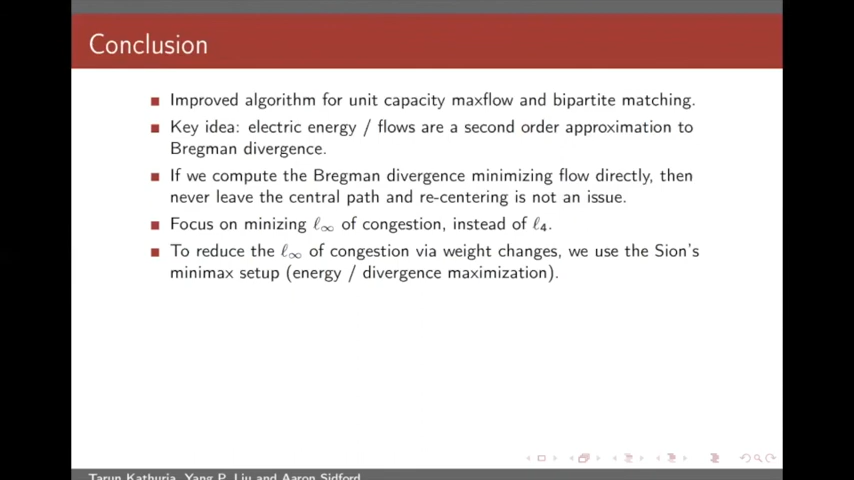 Conclusion
Improved algorithm for unit capacity maxflow and bipartite matching.
Key idea: electric energy / flows are a second order approximation to
Bregman divergence.
If we compute the Bregman divergence minimizing flow directly, then
never leave the central path and re-centering is not an issue.
Focus on minizing ℓ∞ of congestion, instead of ℓ4.
To reduce the ℓ∞ of congestion via weight changes, we use the Sion's
minimax setup (energy / divergence maximization).
Tarun Kathuria, Yang P. Liu and Aaron Sidford